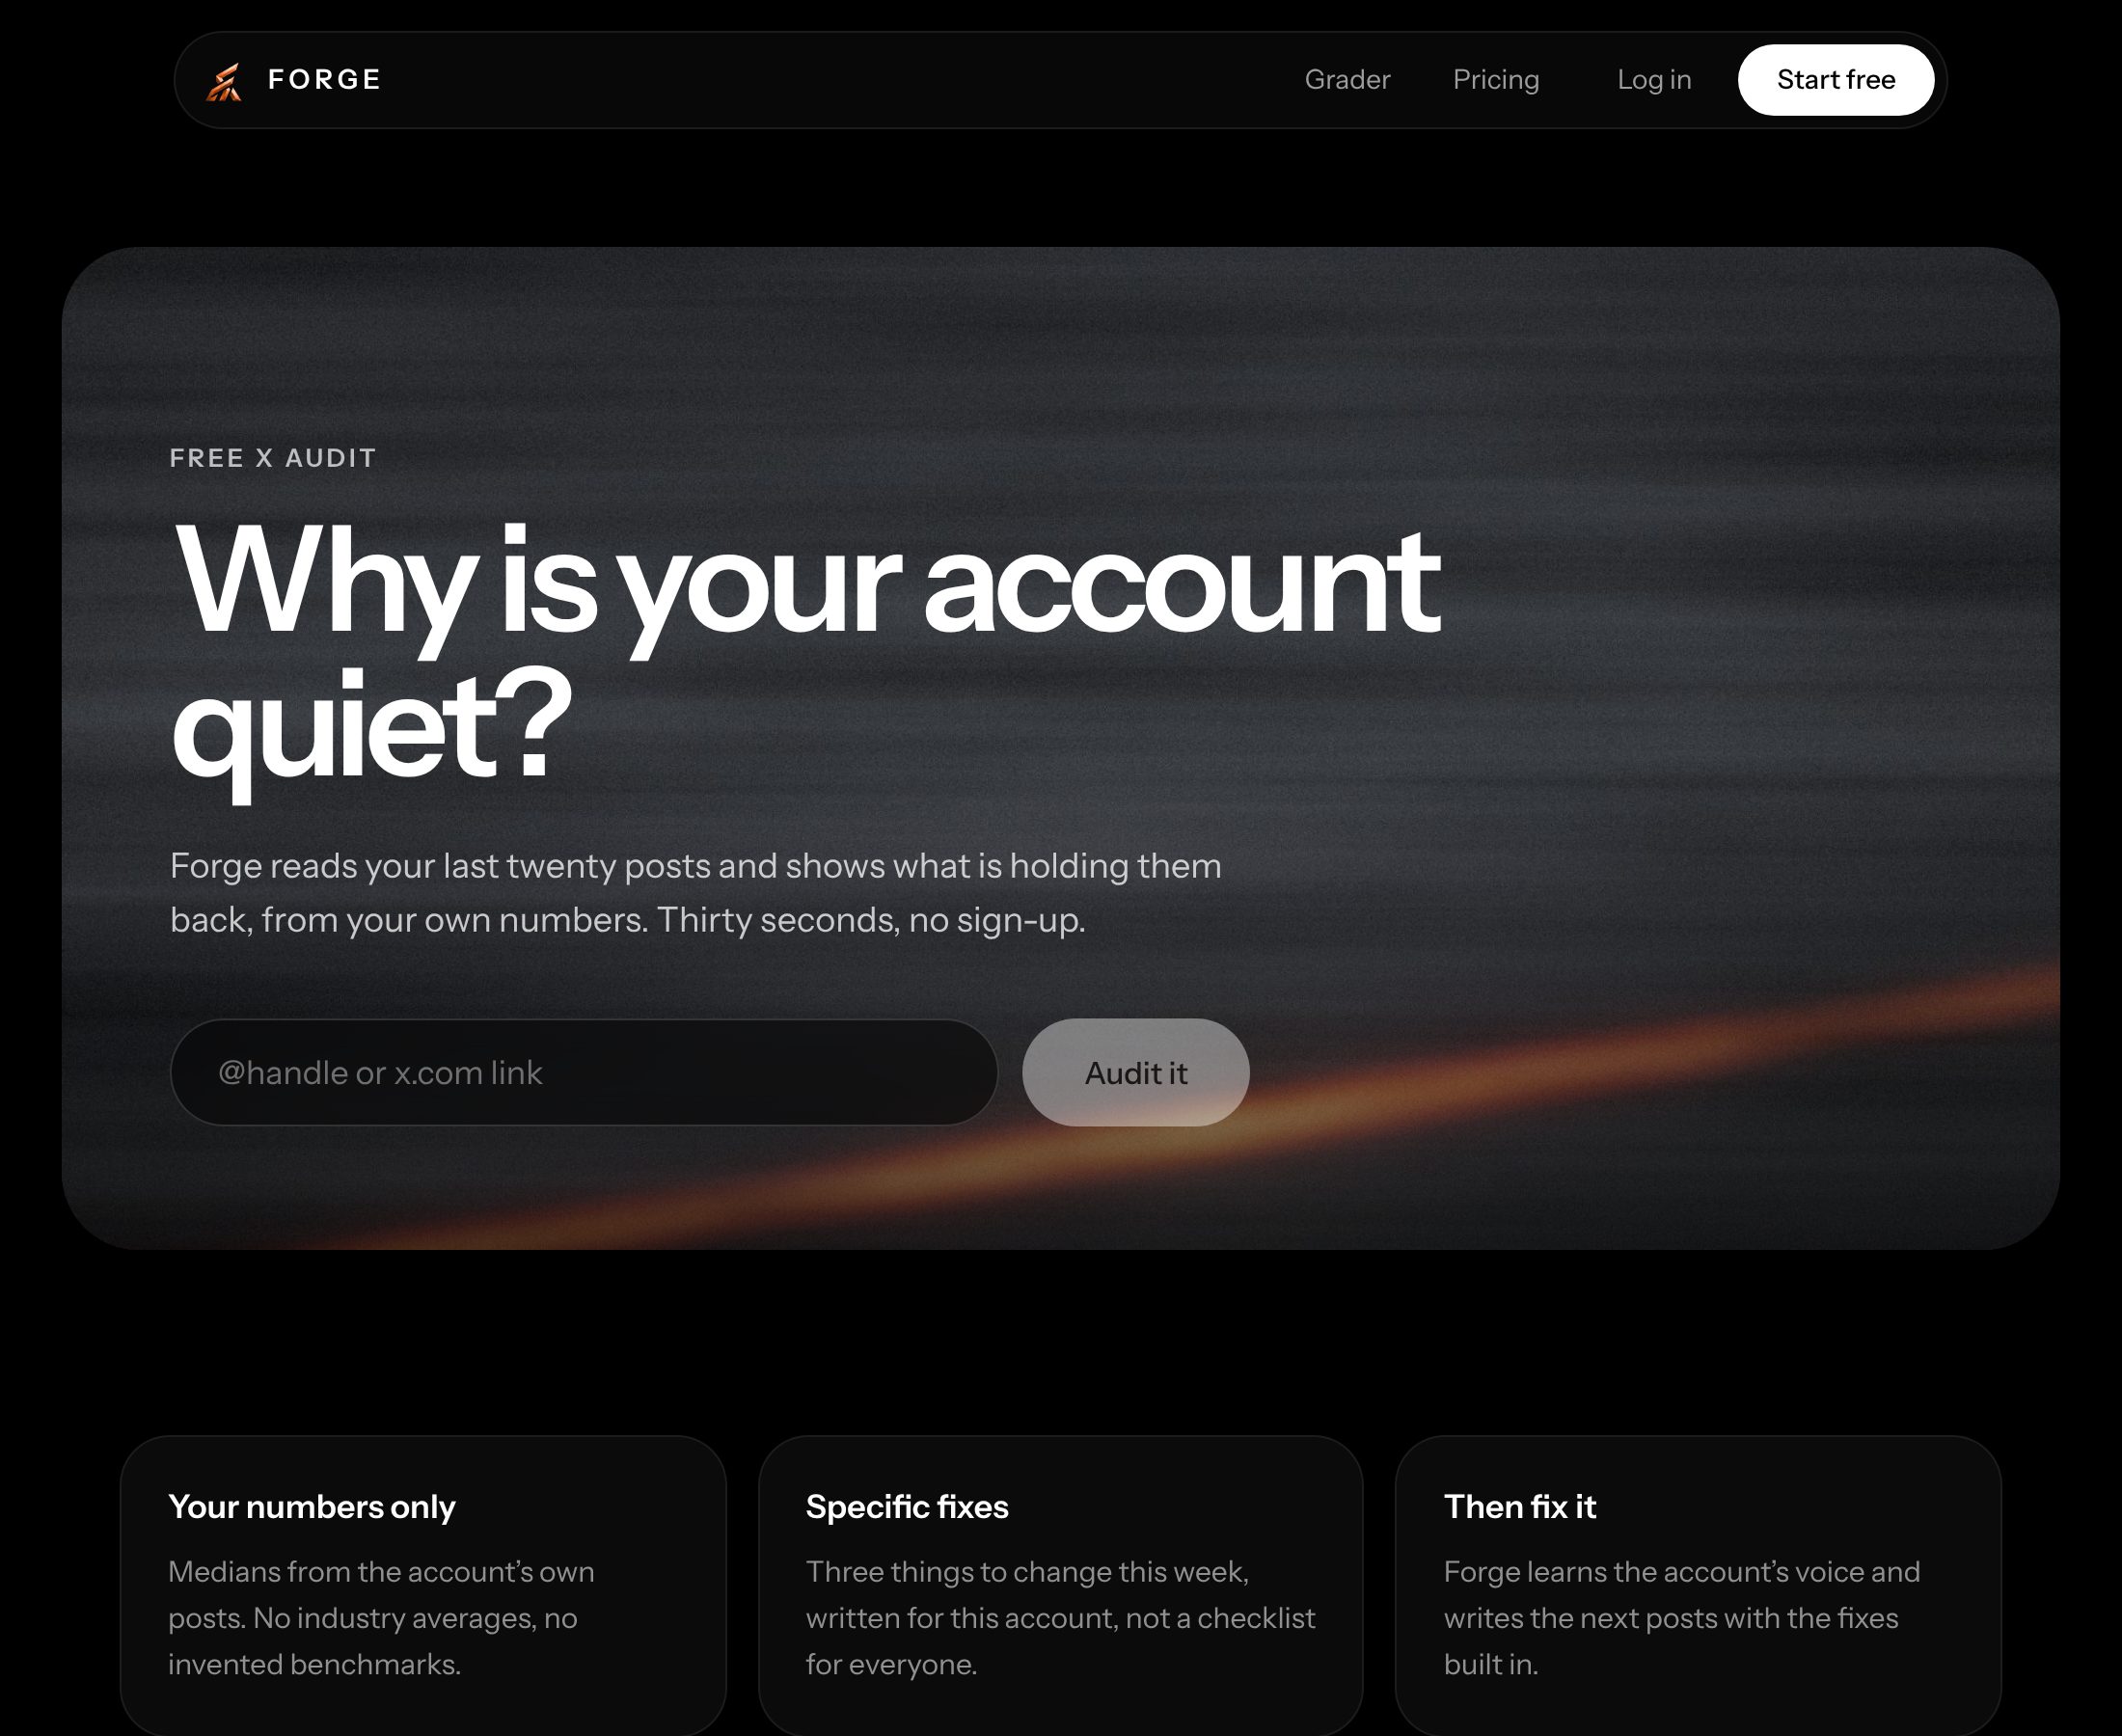 FORGE
Grader
Pricing
Log in
Start free
FREE X AUDIT
Why is your account
quiet?
Forge reads your last twenty posts and shows what is holding them
back, from your own numbers. Thirty seconds, no sign-up.
@handle or x.com link
Audit it
Your numbers only
Medians from the account’s own
posts. No industry averages, no
invented benchmarks.
Specific fixes
Three things to change this week,
written for this account, not a checklist
for everyone.
Then fix it
Forge learns the account’s voice and
writes the next posts with the fixes
built in.